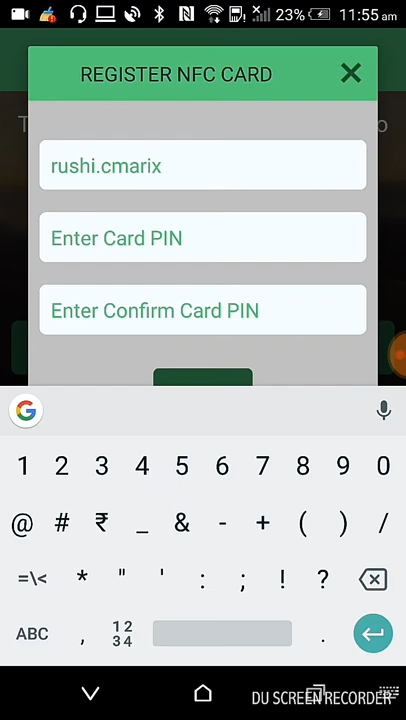 23% 11:55 am
REGISTER NFC CARD
T o
rushi.cmarix
Enter Card PIN
Enter Confirm Card PIN
G
1 2 3 4 5 6 7 8 9 0
@ # ₹ _ & - + ( ) /
=\< * " ' : ; ! ?
ABC , 12 34 .
DU SCREEN RECORDER